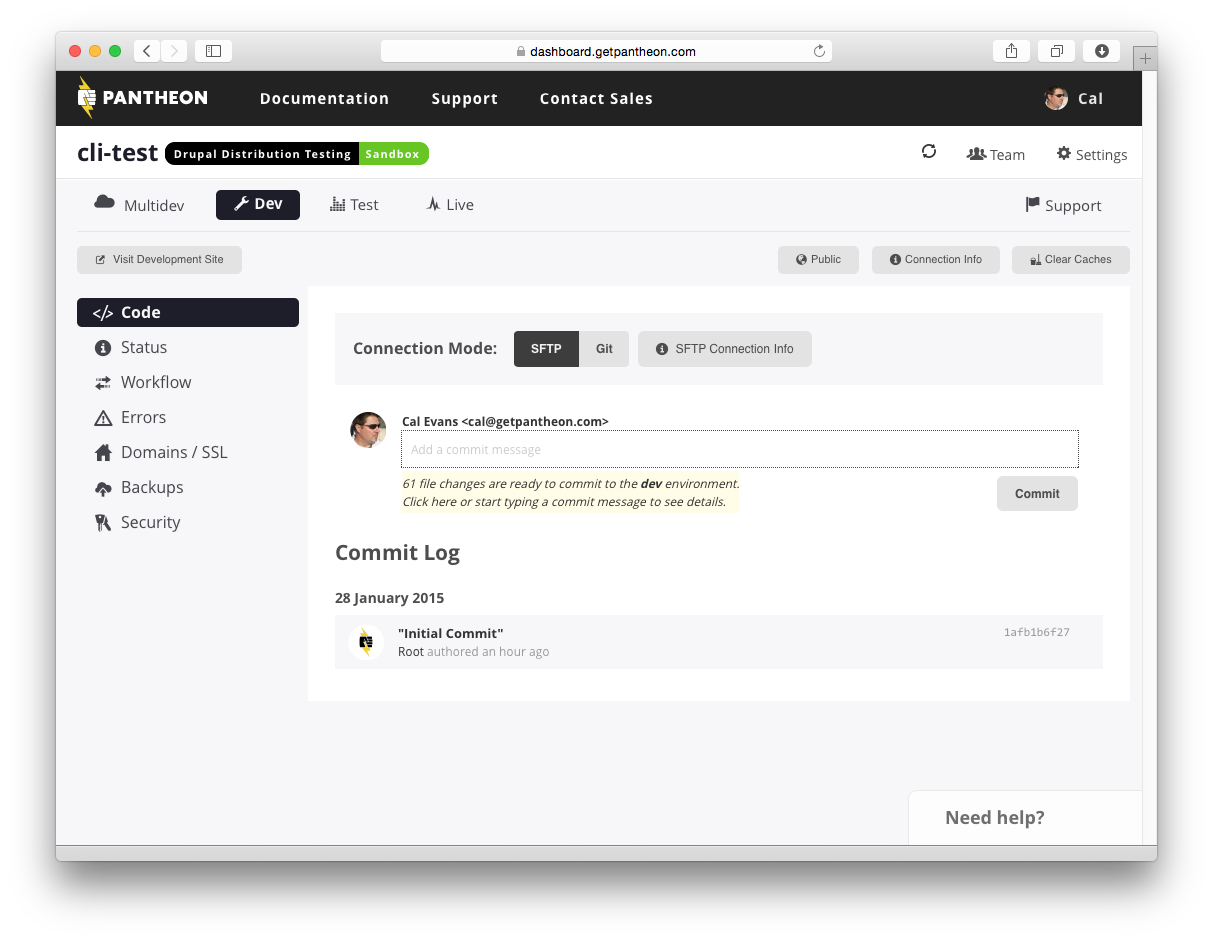 dashboard.getpantheon.com
PANTHEON Documentation Support Contact Sales Cal
cli-test Drupal Distribution Testing Sandbox Team Settings
Multidev Dev Test Live Support
Visit Development Site Public Connection Info Clear Caches
</> Code
Status
Workflow
Errors
Domains / SSL
Backups
Security
Connection Mode: SFTP Git SFTP Connection Info
Cal Evans <cal@getpantheon.com>
Add a commit message
61 file changes are ready to commit to the dev environment.
Click here or start typing a commit message to see details.
Commit
Commit Log
28 January 2015
"Initial Commit" 1afb1b6f27
Root authored an hour ago
Need help?